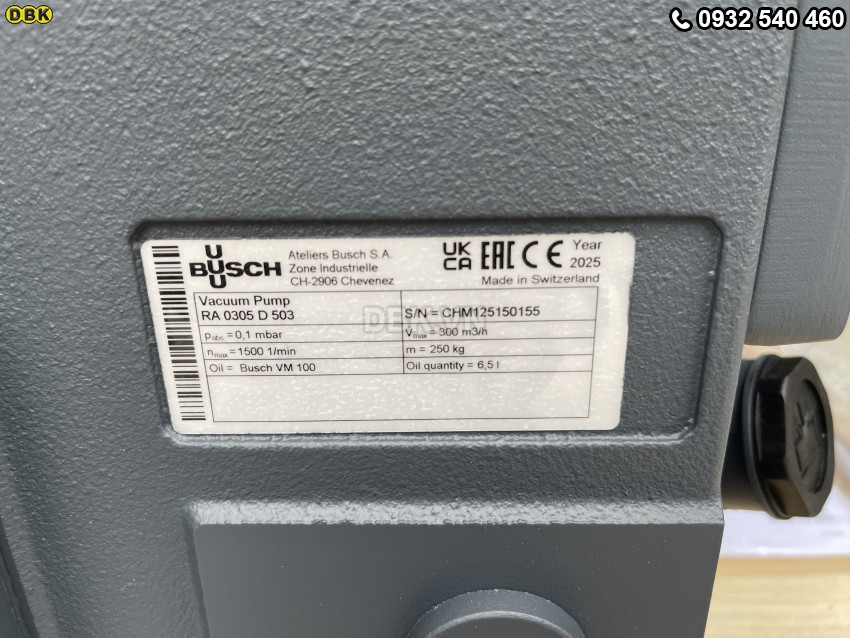 DBK
0932 540 460
BUSCH
Ateliers Busch S.A.
Zone Industrielle
CH-2906 Chevenez
UK CA EAC CE
Year
2025
Made in Switzerland
Vacuum Pump
RA 0305 D 503
S/N = CHM125150155
pabs = 0,1 mbar
V̇max = 300 m3/h
nmax = 1500 1/min
m = 250 kg
Oil = Busch VM 100
Oil quantity = 6,5 l